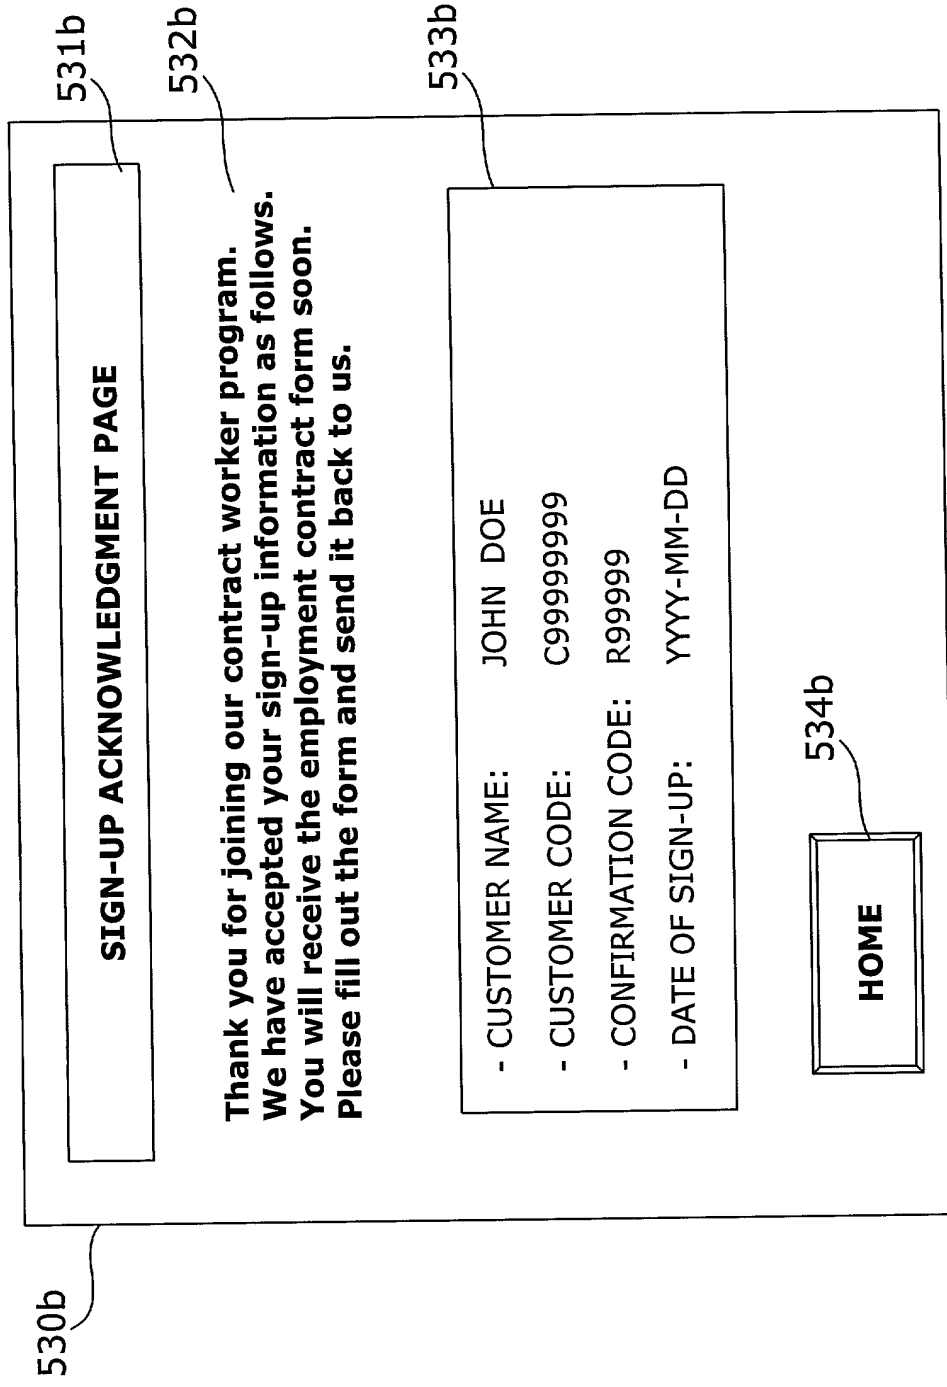 530b
SIGN-UP ACKNOWLEDGMENT PAGE
531b
Thank you for joining our contract worker program.
We have accepted your sign-up information as follows.
You will receive the employment contract form soon.
Please fill out the form and send it back to us.
532b
- CUSTOMER NAME: JOHN DOE
- CUSTOMER CODE: C99999999
- CONFIRMATION CODE: R99999
- DATE OF SIGN-UP: YYYY-MM-DD
533b
HOME
534b